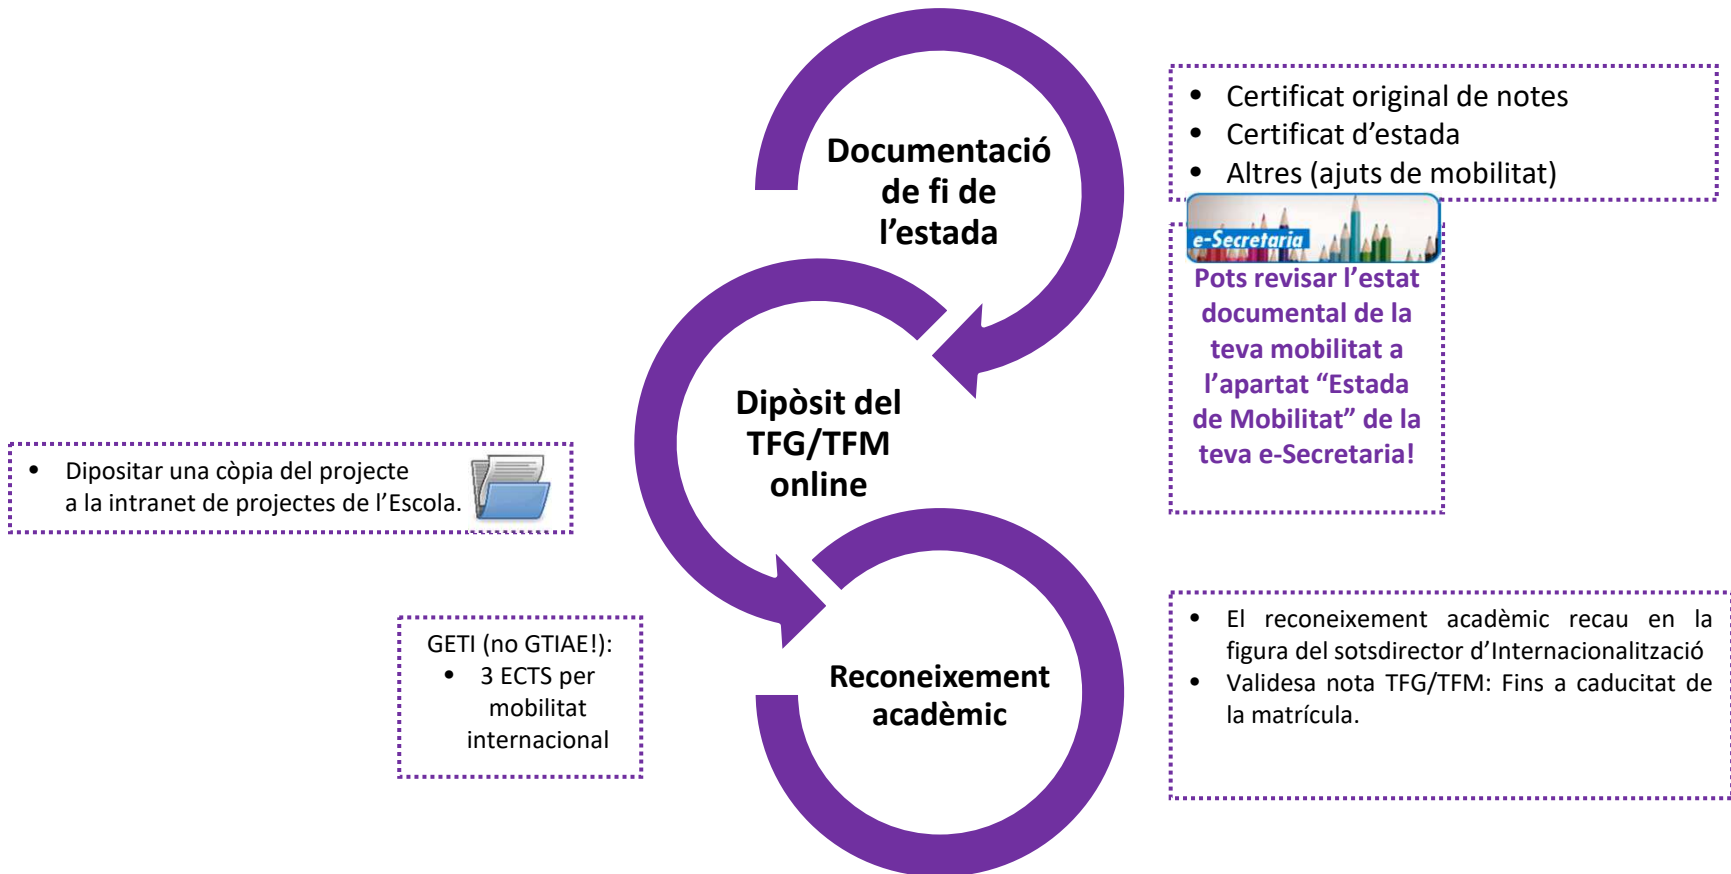 Documentació
de fi de
l’estada
• Certificat original de notes
• Certificat d’estada
• Altres (ajuts de mobilitat)
e-Secretaria
Pots revisar l’estat
documental de la
teva mobilitat a
l’apartat “Estada
de Mobilitat” de la
teva e-Secretaria!
Dipòsit del
TFG/TFM
online
• Dipositar una còpia del projecte
a la intranet de projectes de l’Escola.
Reconeixement
acadèmic
GETI (no GTIAE!):
• 3 ECTS per
mobilitat
internacional
• El reconeixement acadèmic recau en la
figura del sotsdirector d’Internacionalització
• Validesa nota TFG/TFM: Fins a caducitat de
la matrícula.